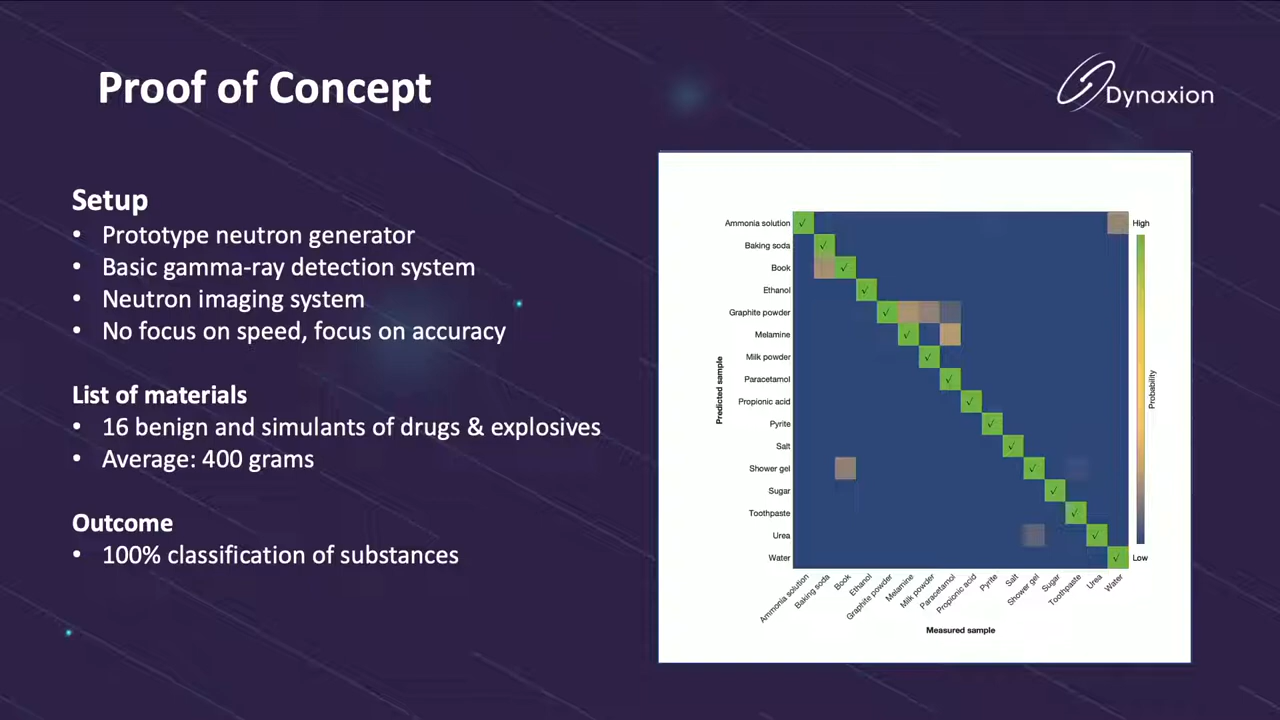 Proof of Concept
Dynaxion
Setup
• Prototype neutron generator
• Basic gamma-ray detection system
• Neutron imaging system
• No focus on speed, focus on accuracy
List of materials
• 16 benign and simulants of drugs & explosives
• Average: 400 grams
Outcome
• 100% classification of substances
Predicted sample
Ammonia solution
Baking soda
Book
Ethanol
Graphite powder
Melamine
Milk powder
Paracetamol
Propionic acid
Pyrite
Salt
Shower gel
Sugar
Toothpaste
Urea
Water
High
Probability
Low
Ammonia solution
Baking soda
Book
Ethanol
Graphite powder
Melamine
Milk powder
Paracetamol
Propionic acid
Pyrite
Salt
Shower gel
Sugar
Toothpaste
Urea
Water
Measured sample